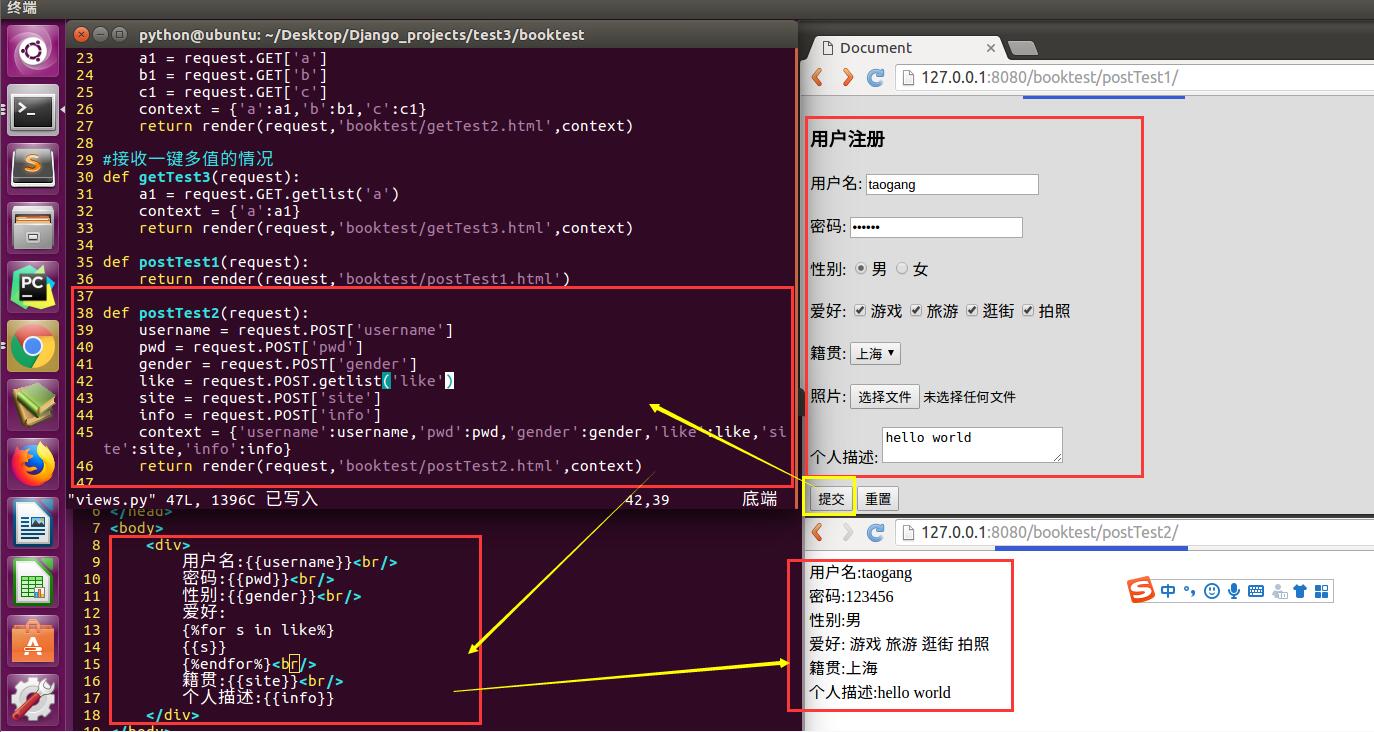 终端
python@ubuntu: ~/Desktop/Django_projects/test3/booktest
23 a1 = request.GET['a']
24 b1 = request.GET['b']
25 c1 = request.GET['c']
26 context = {'a':a1,'b':b1,'c':c1}
27 return render(request,'booktest/getTest2.html',context)
28
29 #接收一键多值的情况
30 def getTest3(request):
31 a1 = request.GET.getlist('a')
32 context = {'a':a1}
33 return render(request,'booktest/getTest3.html',context)
34
35 def postTest1(request):
36 return render(request,'booktest/postTest1.html')
37
38 def postTest2(request):
39 username = request.POST['username']
40 pwd = request.POST['pwd']
41 gender = request.POST['gender']
42 like = request.POST.getlist('like')
43 site = request.POST['site']
44 info = request.POST['info']
45 context = {'username':username,'pwd':pwd,'gender':gender,'like':like,'si
te':site,'info':info}
46 return render(request,'booktest/postTest2.html',context)
47
"views.py" 47L, 1396C 已写入 42,39 底端
6 </head>
7 <body>
8 <div>
9 用户名:{{username}}<br/>
10 密码:{{pwd}}<br/>
11 性别:{{gender}}<br/>
12 爱好:
13 {%for s in like%}
14 {{s}}
15 {%endfor%}<br/>
16 籍贯:{{site}}<br/>
17 个人描述:{{info}}
18 </div>
19 </body>
Document
127.0.0.1:8080/booktest/postTest1/
用户注册
用户名: taogang
密码: ••••••
性别: 男 女
爱好: 游戏 旅游 逛街 拍照
籍贯: 上海
照片: 选择文件 未选择任何文件
个人描述: hello world
提交 重置
127.0.0.1:8080/booktest/postTest2/
用户名:taogang
密码:123456
性别:男
爱好: 游戏 旅游 逛街 拍照
籍贯:上海
个人描述:hello world
S 中
PC